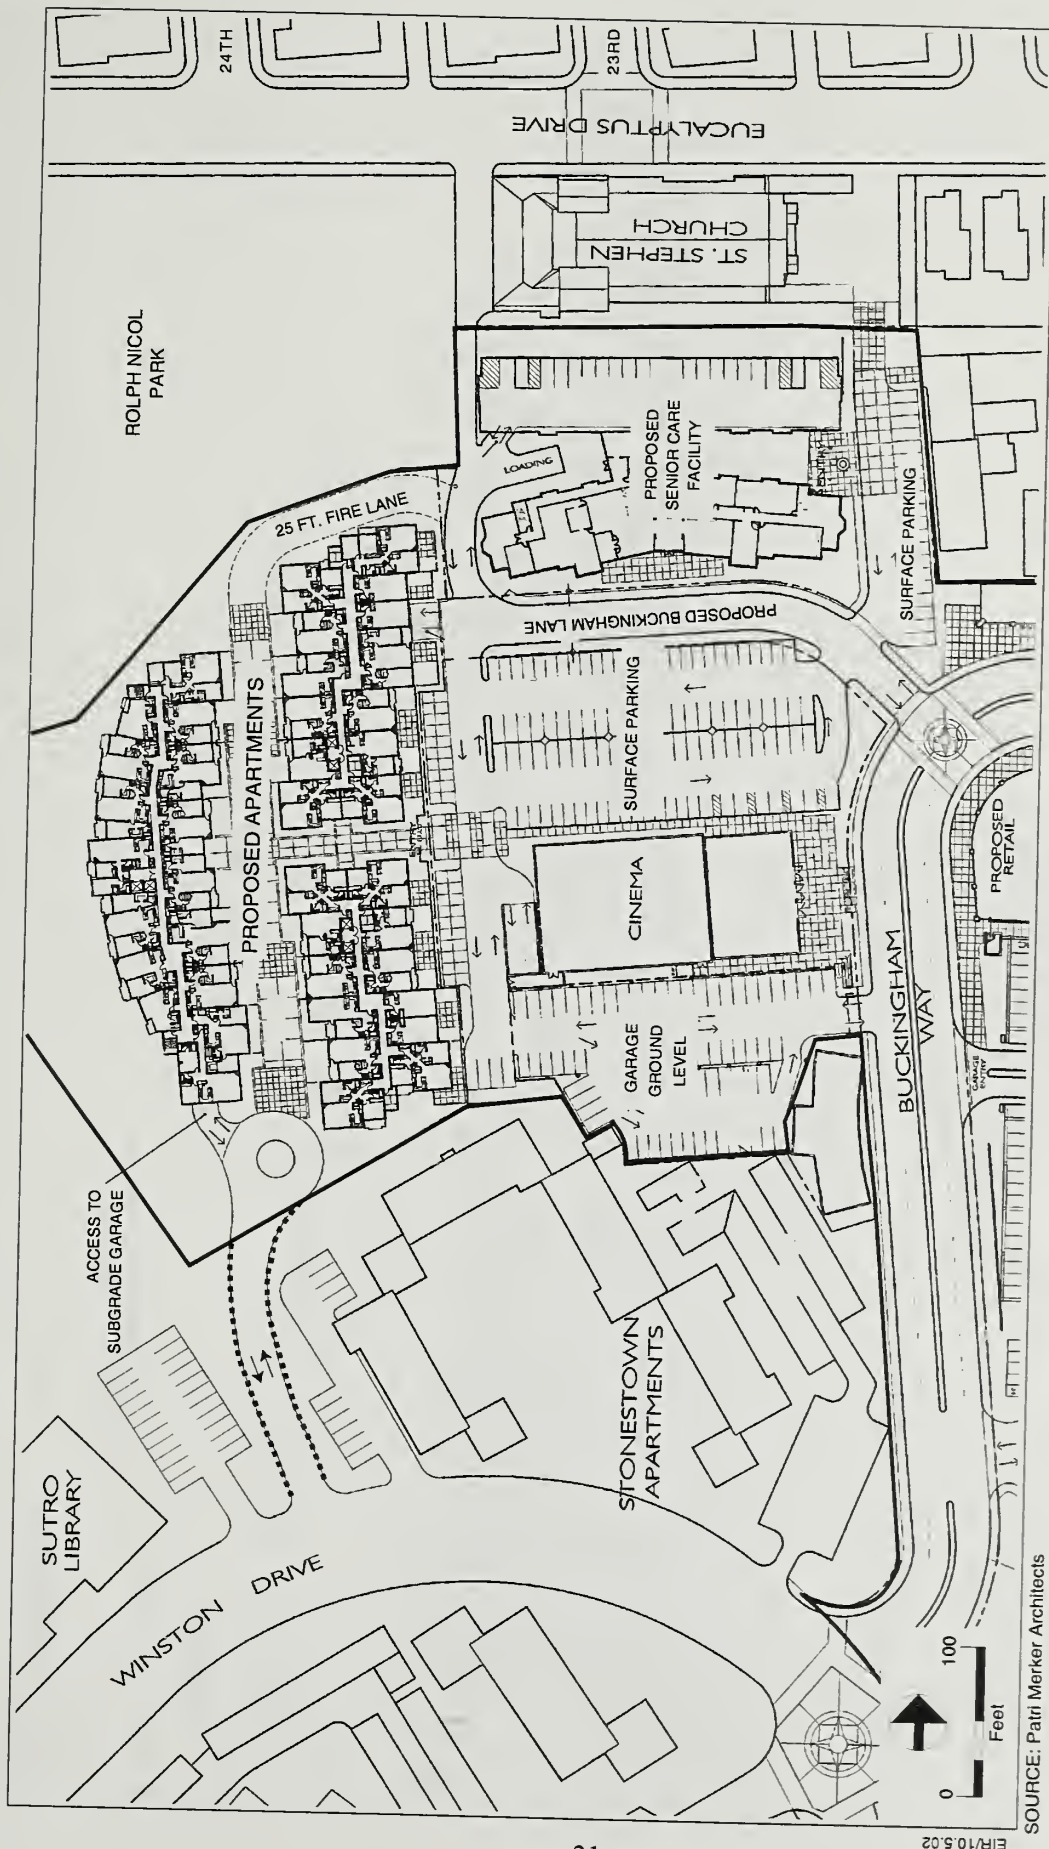 24TH
23RD
EUCALYPTUS DRIVE
ROLPH NICOL
PARK
ST. STEPHEN
CHURCH
25 FT. FIRE LANE
LOADING
PROPOSED
SENIOR CARE
FACILITY
ENTRY
SURFACE PARKING
PROPOSED BUCKINGHAM LANE
PROPOSED APARTMENTS
SURFACE PARKING
ENTRY
CINEMA
PROPOSED
RETAIL
GARAGE
GROUND
LEVEL
BUCKINGHAM
WAY
GARAGE
ENTRY
ACCESS TO
SUBGRADE GARAGE
STONESTOWN
APARTMENTS
SUTRO
LIBRARY
WINSTON DRIVE
0
100
Feet
SOURCE: Patri Merker Architects
EIR/10.5.02